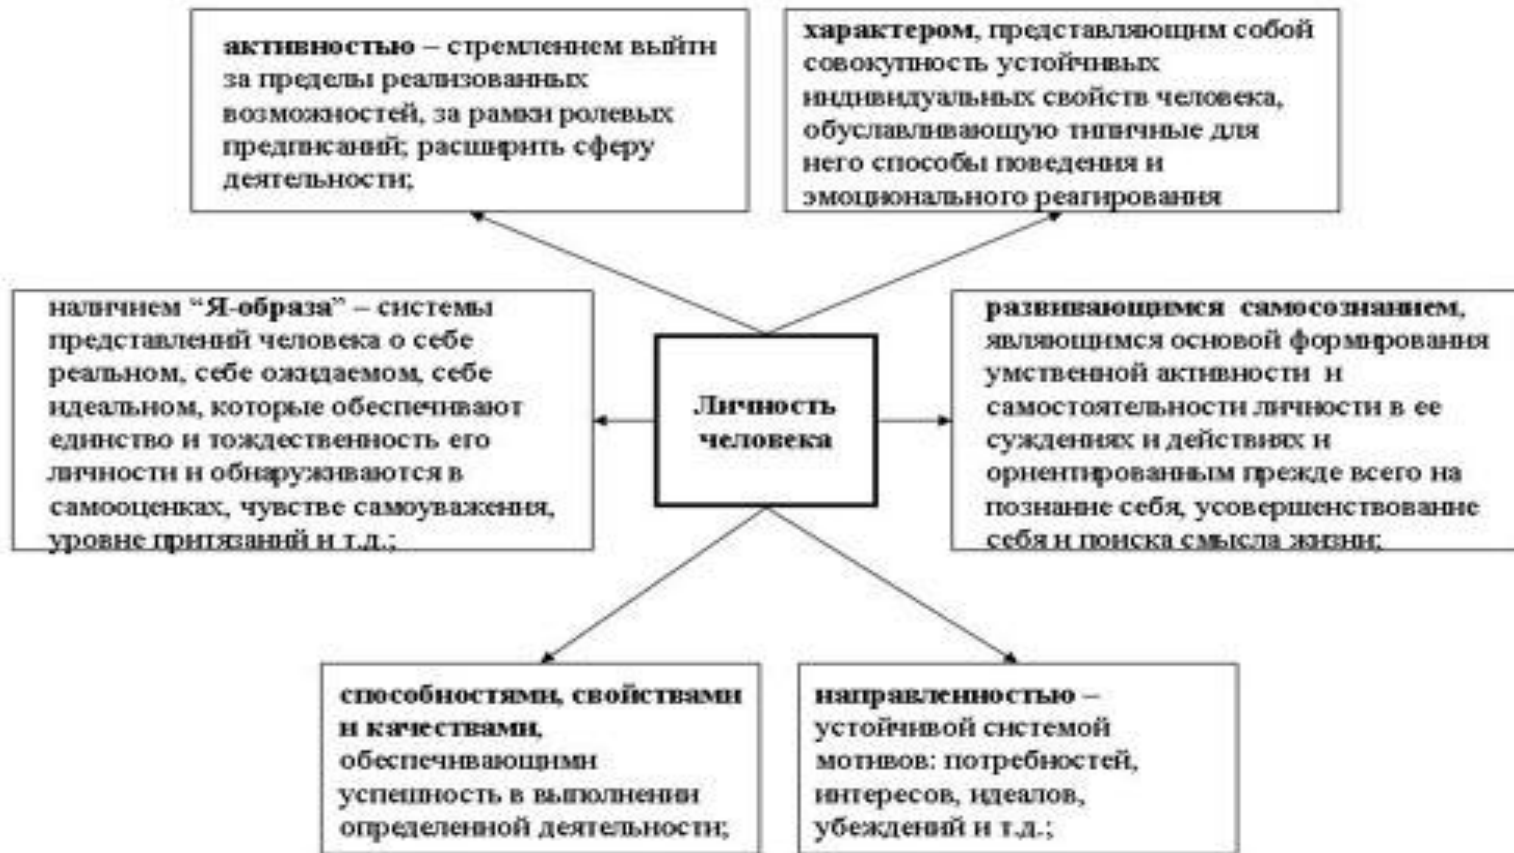 активностью – стремлением выйти
за пределы реализованных
возможностей, за рамки ролевых
предписаний; расширить сферу
деятельности;
характером, представляющим собой
совокупность устойчивых
индивидуальных свойств человека,
обуславливающую типичные для
него способы поведения и
эмоционального реагирования
наличием “Я-образа” – системы
представлений человека о себе
реальном, себе ожидаемом, себе
идеальном, которые обеспечивают
единство и тождественность его
личности и обнаруживаются в
самооценках, чувстве самоуважения,
уровне притязаний и т.д.;
Личность
человека
развивающимся самосознанием,
являющимся основой формирования
умственной активности и
самостоятельности личности в ее
суждениях и действиях и
ориентированным прежде всего на
познание себя, усовершенствование
себя и поиска смысла жизни;
способностями, свойствами
и качествами,
обеспечивающими
успешность в выполнении
определенной деятельности;
направленностью –
устойчивой системой
мотивов: потребностей,
интересов, идеалов,
убеждений и т.д.;